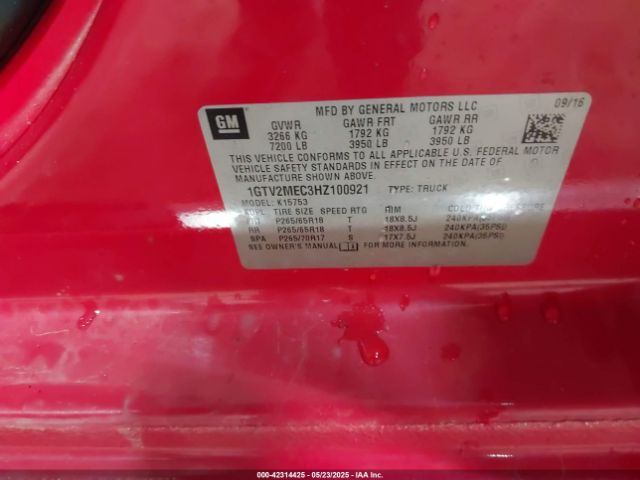 GM
MFD BY GENERAL MOTORS LLC
09/16
GVWR GAWR FRT GAWR RR
3266 KG 1792 KG 1792 KG
7200 LB 3950 LB 3950 LB
THIS VEHICLE CONFORMS TO ALL APPLICABLE U.S. FEDERAL MOTOR
VEHICLE SAFETY AND THEFT PREVENTION STANDARDS IN EFFECT ON THE DATE OF
MANUFACTURE SHOWN ABOVE.
1GTV2MEC3HZ100921 TYPE: TRUCK
MODEL: K15753
TIRE SIZE SPEED RTG RIM
P265/65R18 T 18X8.5J
RR P265/65R18 T 18X8.5J 240KPA(35PSI)
SPA P265/70R17 S 17X7.5J 240KPA(35PSI)
SEE OWNER'S MANUAL FOR MORE INFORMATION.
000-42314425 - 05/23/2025 - IAA Inc.